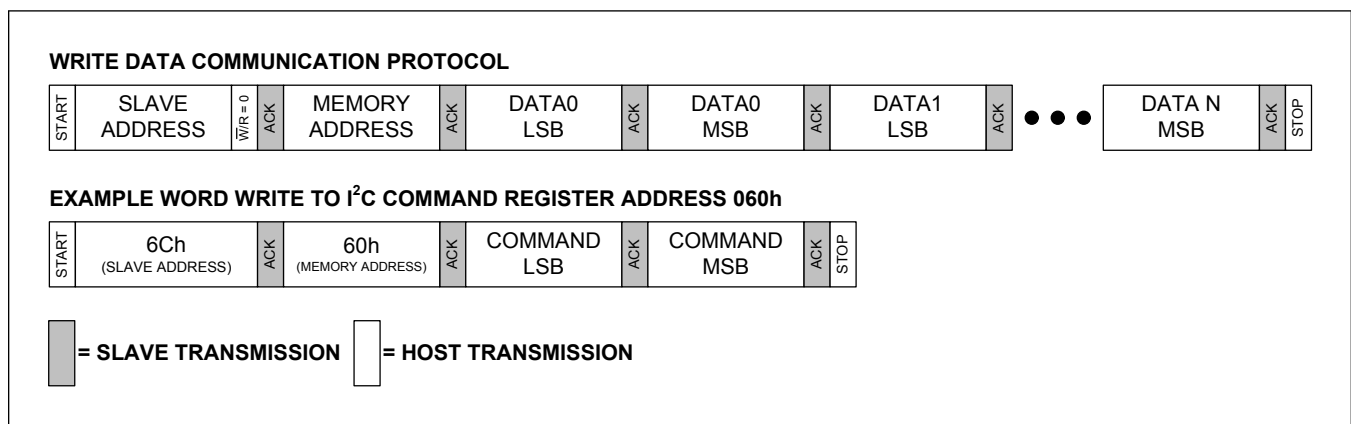 WRITE DATA COMMUNICATION PROTOCOL
START SLAVE ADDRESS W̅/R = 0 ACK MEMORY ADDRESS ACK DATA0 LSB ACK DATA0 MSB ACK DATA1 LSB ACK ●●● DATA N MSB ACK STOP
EXAMPLE WORD WRITE TO I²C COMMAND REGISTER ADDRESS 060h
START 6Ch (SLAVE ADDRESS) ACK 60h (MEMORY ADDRESS) ACK COMMAND LSB ACK COMMAND MSB ACK STOP
= SLAVE TRANSMISSION = HOST TRANSMISSION